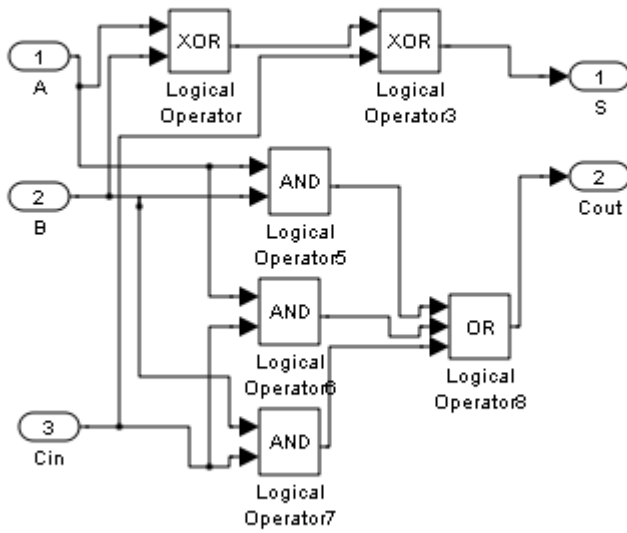 1
A
XOR
Logical
Operator
XOR
Logical
Operator3
1
S
2
B
AND
Logical
Operator5
2
Cout
AND
Logical
Operator6
OR
Logical
Operator8
3
Cin
AND
Logical
Operator7